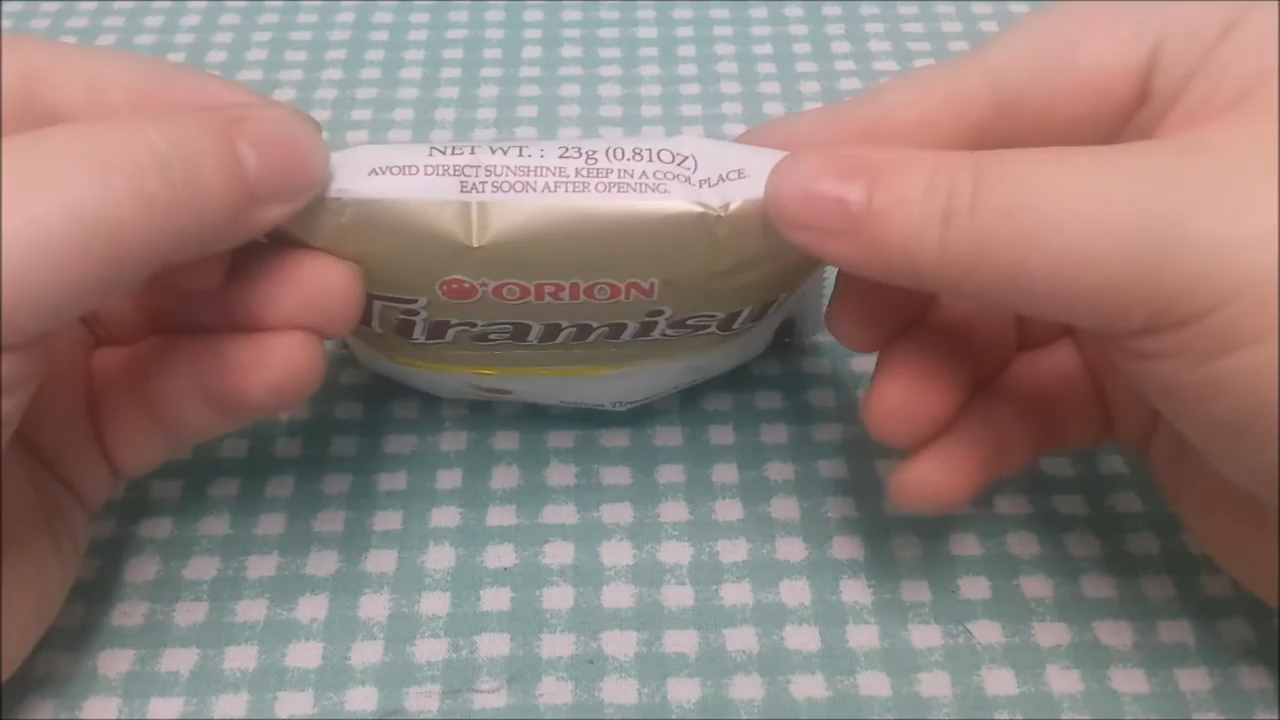 NET WT. : 23g (0.81OZ)
AVOID DIRECT SUNSHINE, KEEP IN A COOL PLACE.
EAT SOON AFTER OPENING.
ORION
Tiramisu